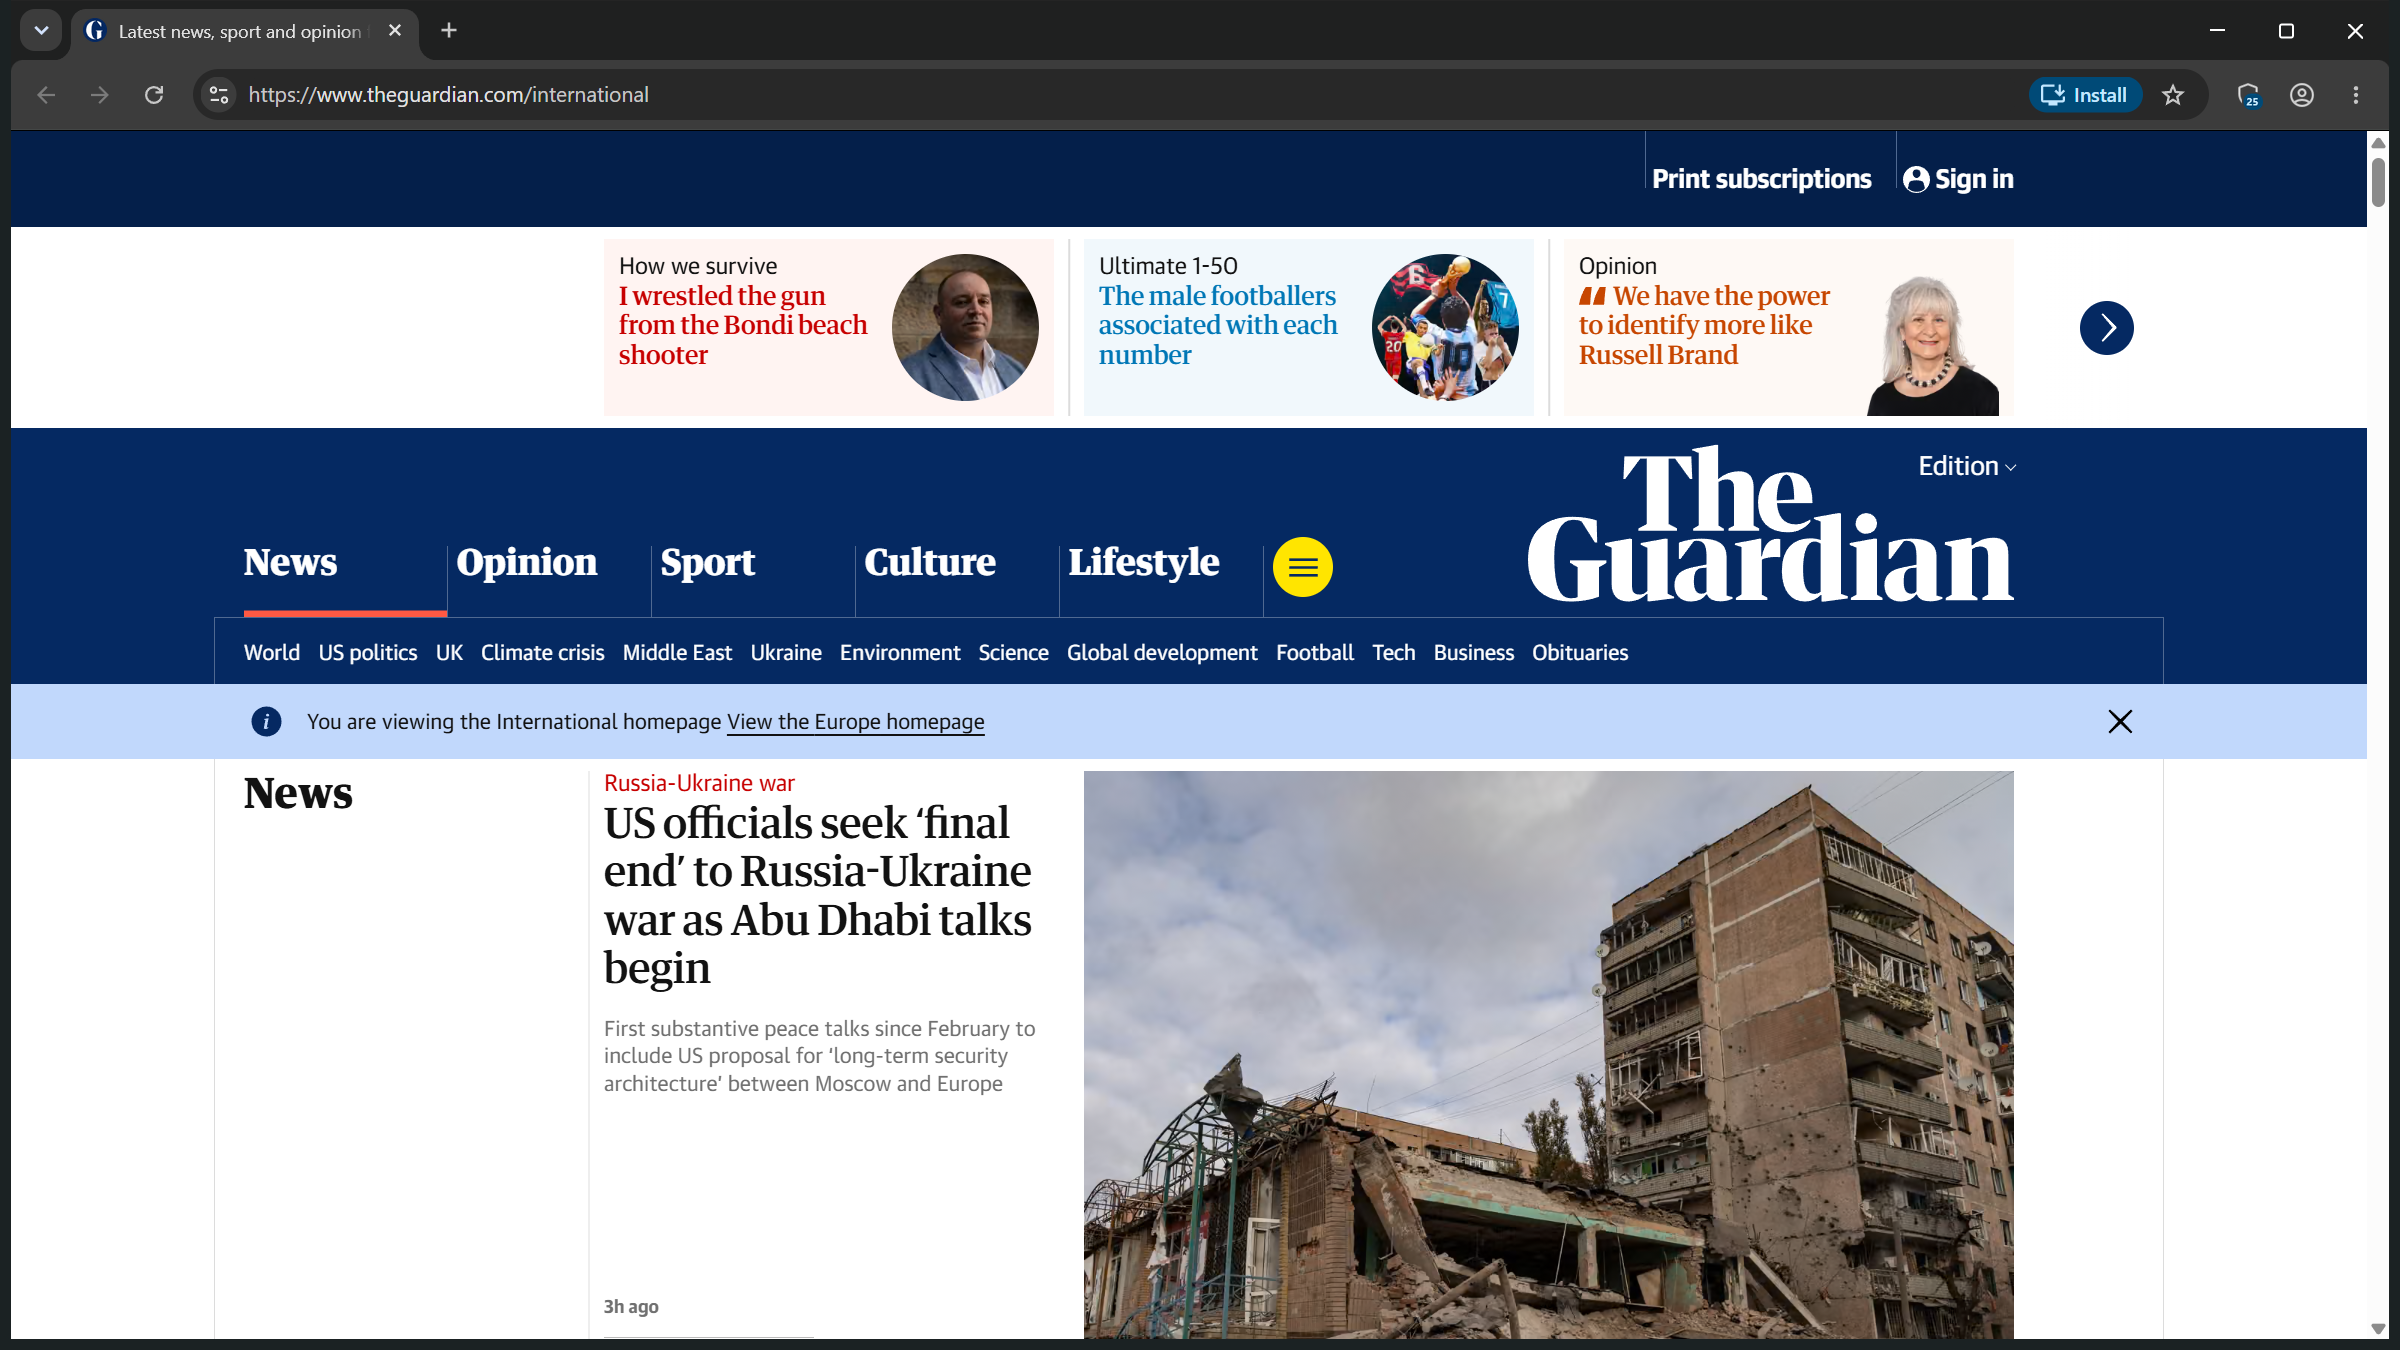 Latest news, sport and opinion
https://www.theguardian.com/international
Install
25
Print subscriptions
Sign in
How we survive
I wrestled the gun
from the Bondi beach
shooter
Ultimate 1-50
The male footballers
associated with each
number
6
7
20
10
Opinion
We have the power
to identify more like
Russell Brand
The
Guardian
Edition
News
Opinion
Sport
Culture
Lifestyle
World US politics UK Climate crisis Middle East Ukraine Environment Science Global development Football Tech Business Obituaries
You are viewing the International homepage View the Europe homepage
News
Russia-Ukraine war
US officials seek ‘final
end’ to Russia-Ukraine
war as Abu Dhabi talks
begin
First substantive peace talks since February to
include US proposal for ‘long-term security
architecture’ between Moscow and Europe
3h ago